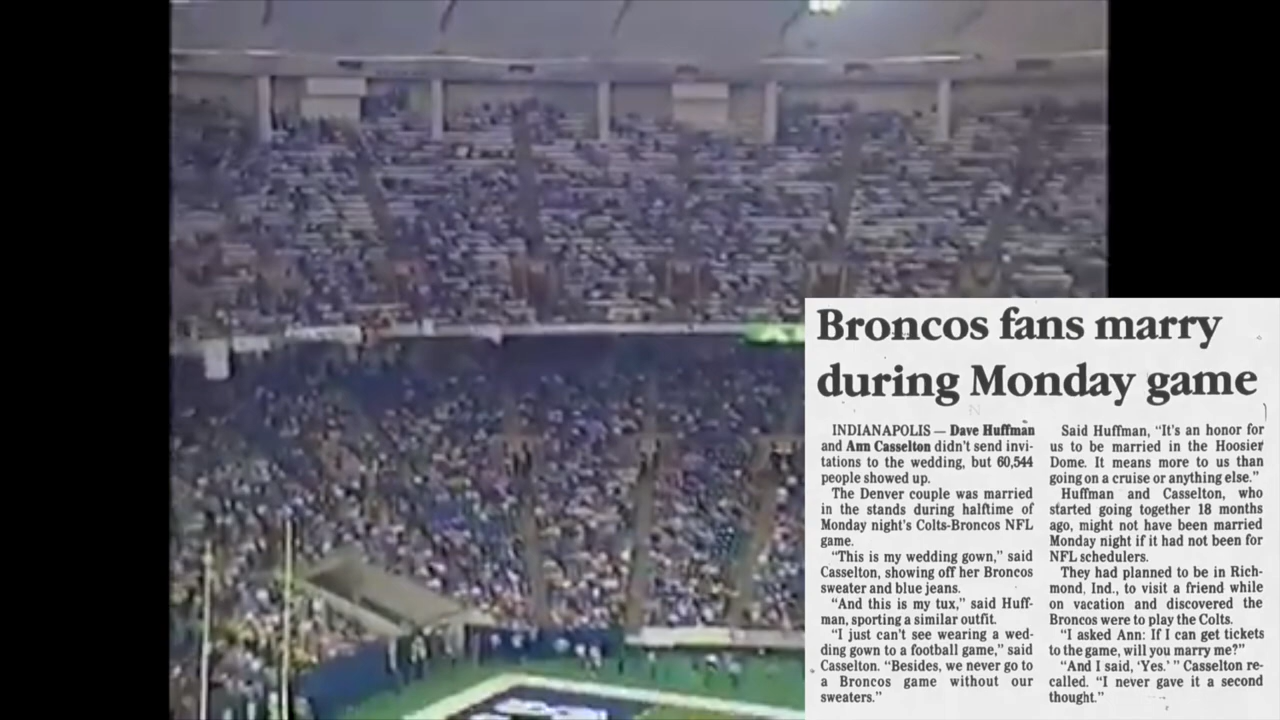 Broncos fans marry
during Monday game
INDIANAPOLIS — Dave Huffman
and Ann Casselton didn't send invi-
tations to the wedding, but 60,544
people showed up.
The Denver couple was married
in the stands during halftime of
Monday night's Colts-Broncos NFL
game.
"This is my wedding gown," said
Casselton, showing off her Broncos
sweater and blue jeans.
"And this is my tux," said Huff-
man, sporting a similar outfit.
"I just can't see wearing a wed-
ding gown to a football game," said
Casselton. "Besides, we never go to
a Broncos game without our
sweaters."
Said Huffman, "It's an honor for
us to be married in the Hoosier
Dome. It means more to us than
going on a cruise or anything else."
Huffman and Casselton, who
started going together 18 months
ago, might not have been married
Monday night if it had not been for
NFL schedulers.
They had planned to be in Rich-
mond, Ind., to visit a friend while
on vacation and discovered the
Broncos were to play the Colts.
"I asked Ann: If I can get tickets
to the game, will you marry me?"
"And I said, 'Yes.' " Casselton re-
called. "I never gave it a second
thought."